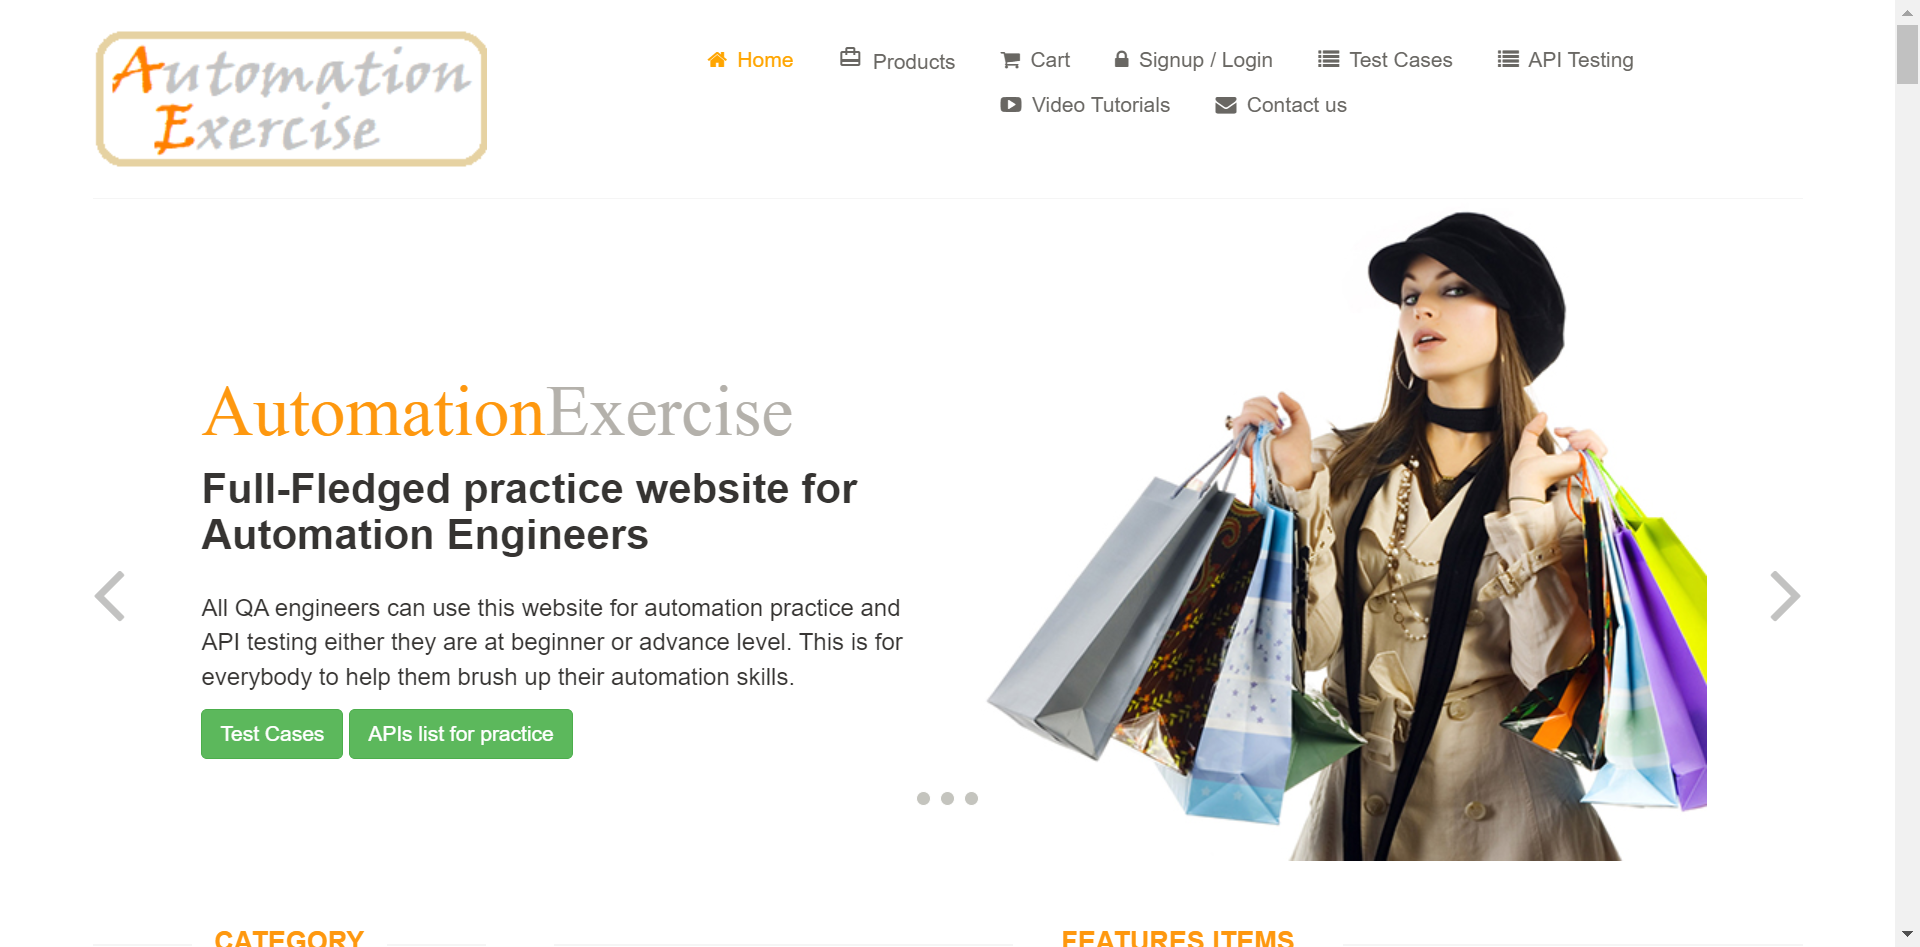 Automation
Exercise
Home
Products
Cart
Signup / Login
Test Cases
API Testing
Video Tutorials
Contact us
AutomationExercise
Full-Fledged practice website for
Automation Engineers
All QA engineers can use this website for automation practice and
API testing either they are at beginner or advance level. This is for
everybody to help them brush up their automation skills.
Test Cases
APIs list for practice
CATEGORY
FEATURES ITEMS